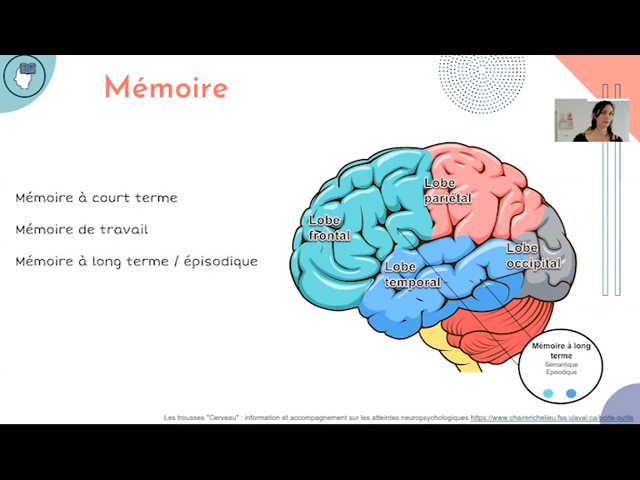 Mémoire
Mémoire à court terme
Mémoire de travail
Mémoire à long terme / épisodique
Lobe
frontal
Lobe
pariétal
Lobe
temporal
Lobe
occipital
Mémoire à long
terme
Sémantique
Episodique
Les trousses "Cerveau" : information et accompagnement sur les atteintes neuropsychologiques https://www.chairerichelieu.fss.ulaval.ca/boite-outils